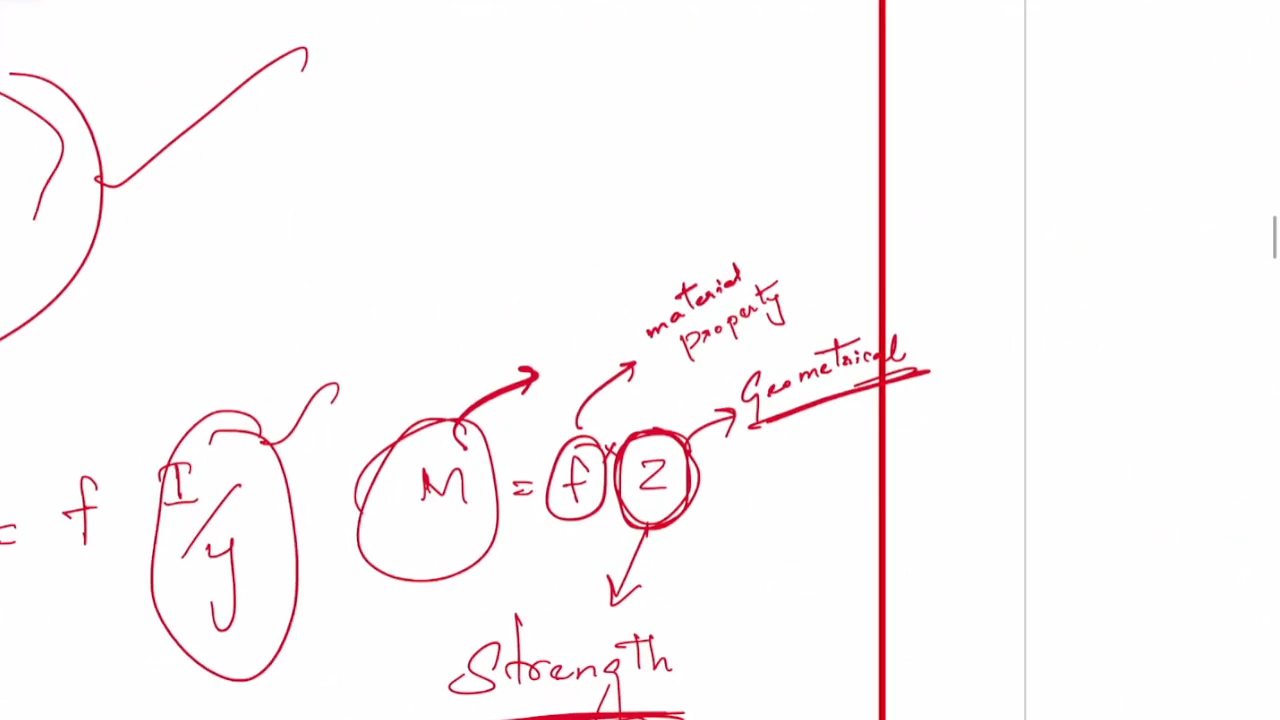 material
property
Geometrical
= f I/y
M = f × Z
Strength